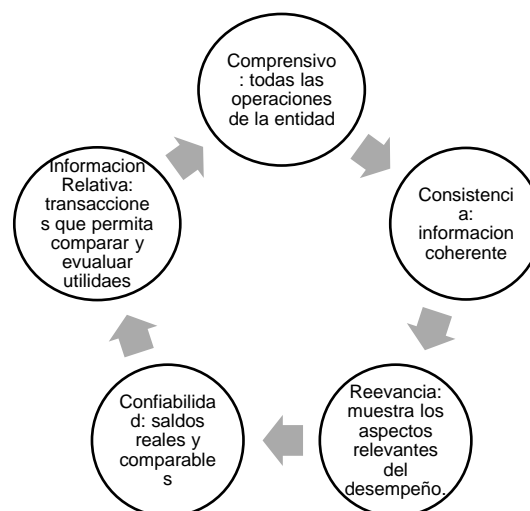 Comprensivo
: todas las
operaciones
de la entidad
Consistenci
a:
informacion
coherente
Reevancia:
muestra los
aspectos
relevantes
del
desempeño.
Confiabilida
d: saldos
reales y
comparable
s
Informacion
Relativa:
transaccione
s que permita
comparar y
evualuar
utilidaes